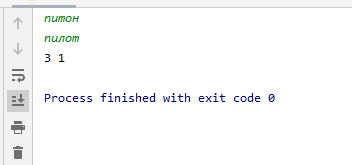 питон
пилот
3 1
Process finished with exit code 0